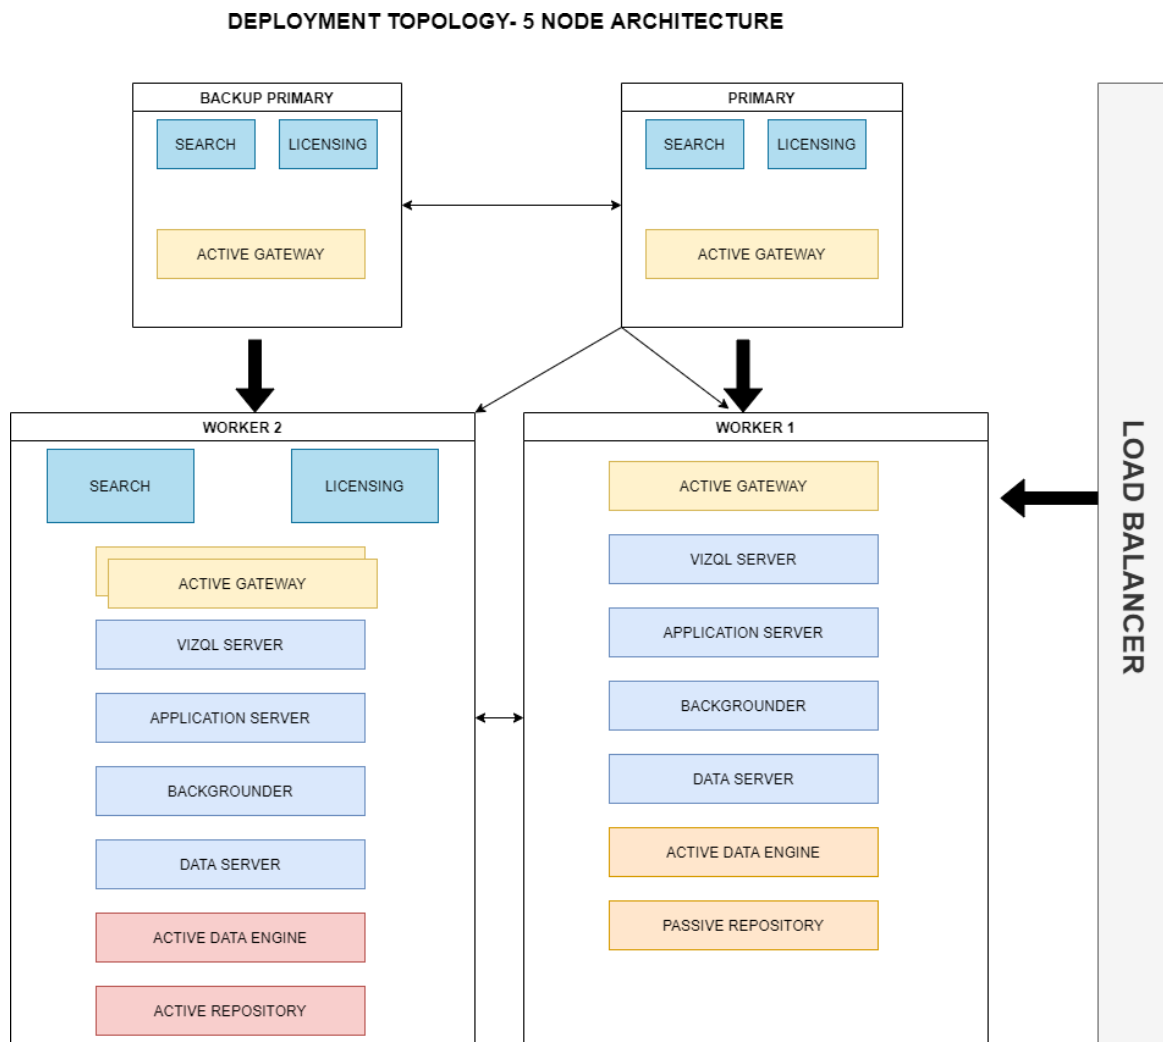 DEPLOYMENT TOPOLOGY- 5 NODE ARCHITECTURE
BACKUP PRIMARY
SEARCH
LICENSING
ACTIVE GATEWAY
PRIMARY
SEARCH
LICENSING
ACTIVE GATEWAY
WORKER 2
SEARCH
LICENSING
ACTIVE GATEWAY
VIZQL SERVER
APPLICATION SERVER
BACKGROUNDER
DATA SERVER
ACTIVE DATA ENGINE
ACTIVE REPOSITORY
WORKER 1
ACTIVE GATEWAY
VIZQL SERVER
APPLICATION SERVER
BACKGROUNDER
DATA SERVER
ACTIVE DATA ENGINE
PASSIVE REPOSITORY
LOAD BALANCER